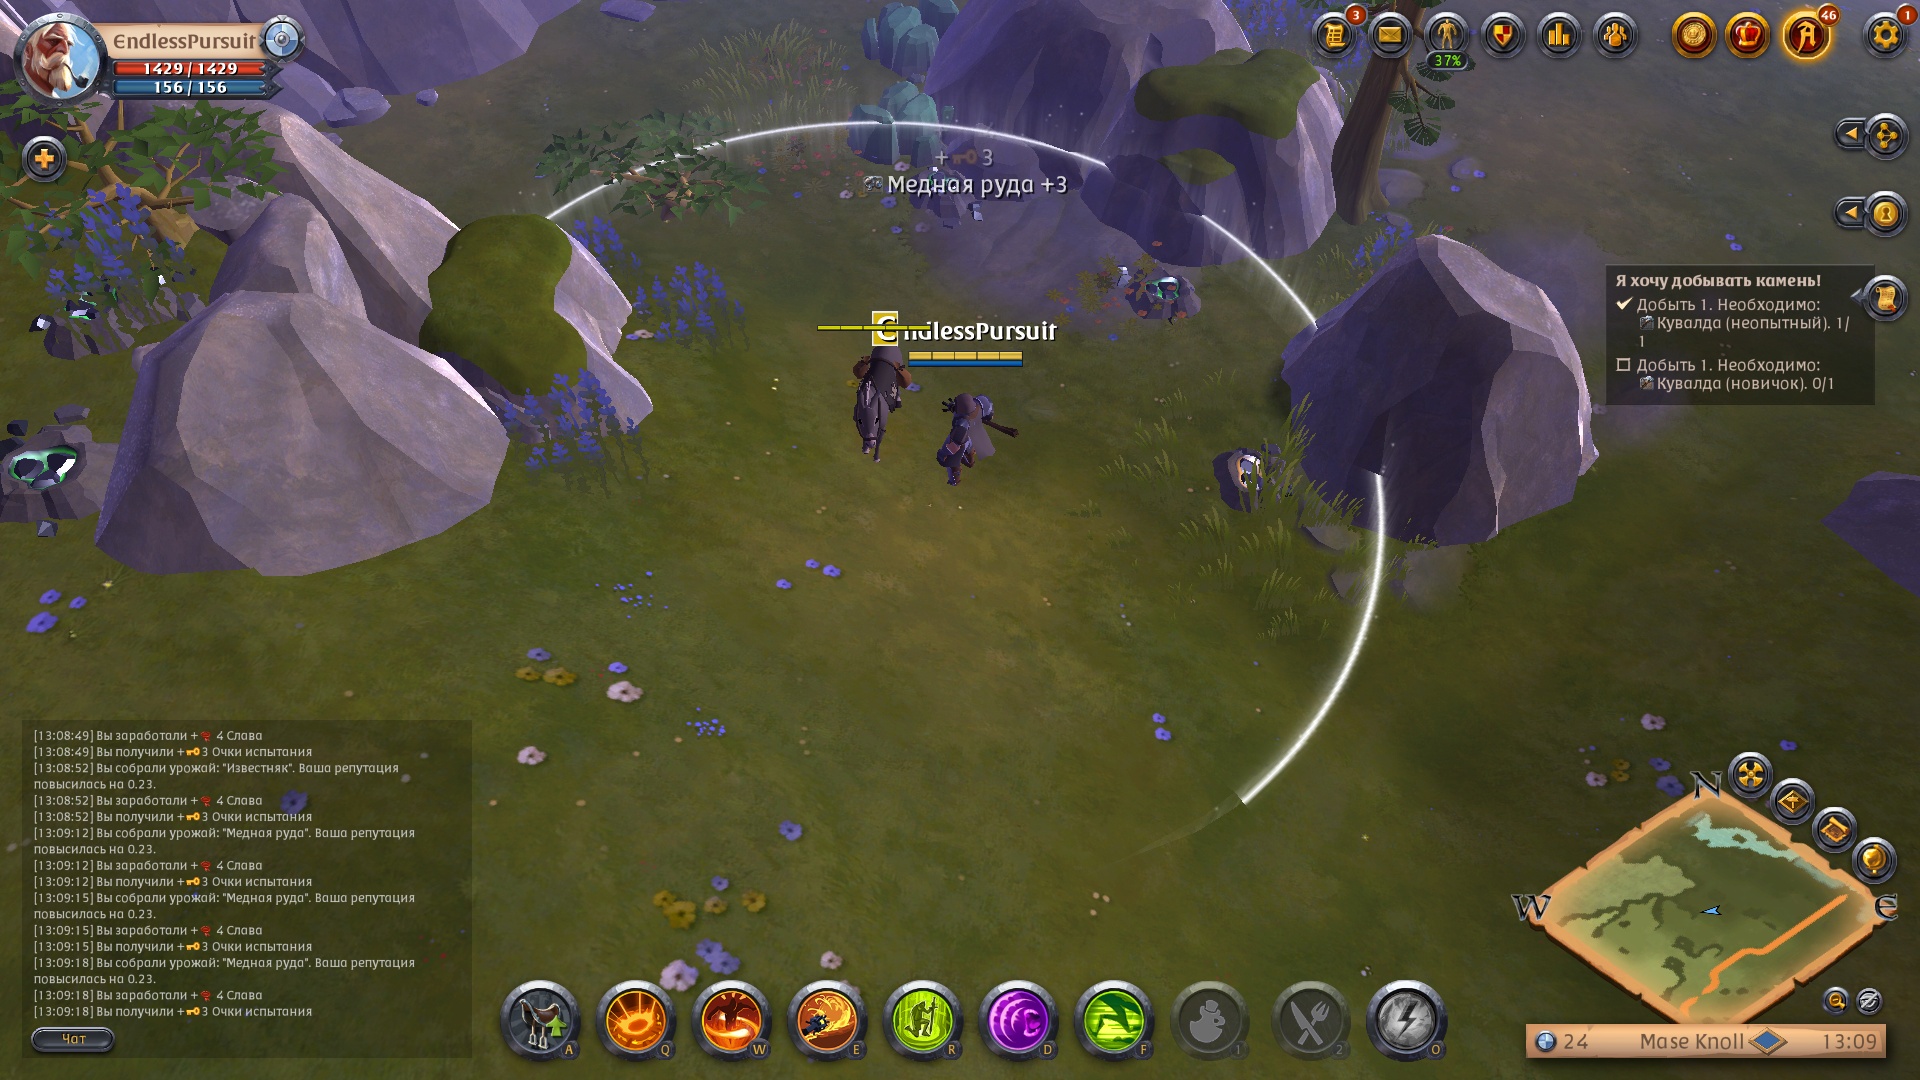 EndlessPursuit
1429 / 1429
156 / 156
3
37%
46
1
+ 3
Медная руда +3
EndlessPursuit
Я хочу добывать камень!
Добыть 1. Необходимо:
Кувалда (неопытный). 1/
1
Добыть 1. Необходимо:
Кувалда (новичок). 0/1
[13:08:49] Вы заработали + 4 Слава
[13:08:49] Вы получили + 3 Очки испытания
[13:08:52] Вы собрали урожай: "Известняк". Ваша репутация
повысилась на 0.23.
[13:08:52] Вы заработали + 4 Слава
[13:08:52] Вы получили + 3 Очки испытания
[13:09:12] Вы собрали урожай: "Медная руда". Ваша репутация
повысилась на 0.23.
[13:09:12] Вы заработали + 4 Слава
[13:09:12] Вы получили + 3 Очки испытания
[13:09:15] Вы собрали урожай: "Медная руда". Ваша репутация
повысилась на 0.23.
[13:09:15] Вы заработали + 4 Слава
[13:09:15] Вы получили + 3 Очки испытания
[13:09:18] Вы собрали урожай: "Медная руда". Ваша репутация
повысилась на 0.23.
[13:09:18] Вы заработали + 4 Слава
[13:09:18] Вы получили + 3 Очки испытания
Чат
A
Q
W
E
R
D
F
1
2
O
N
W
E
24 Mase Knoll 13:09